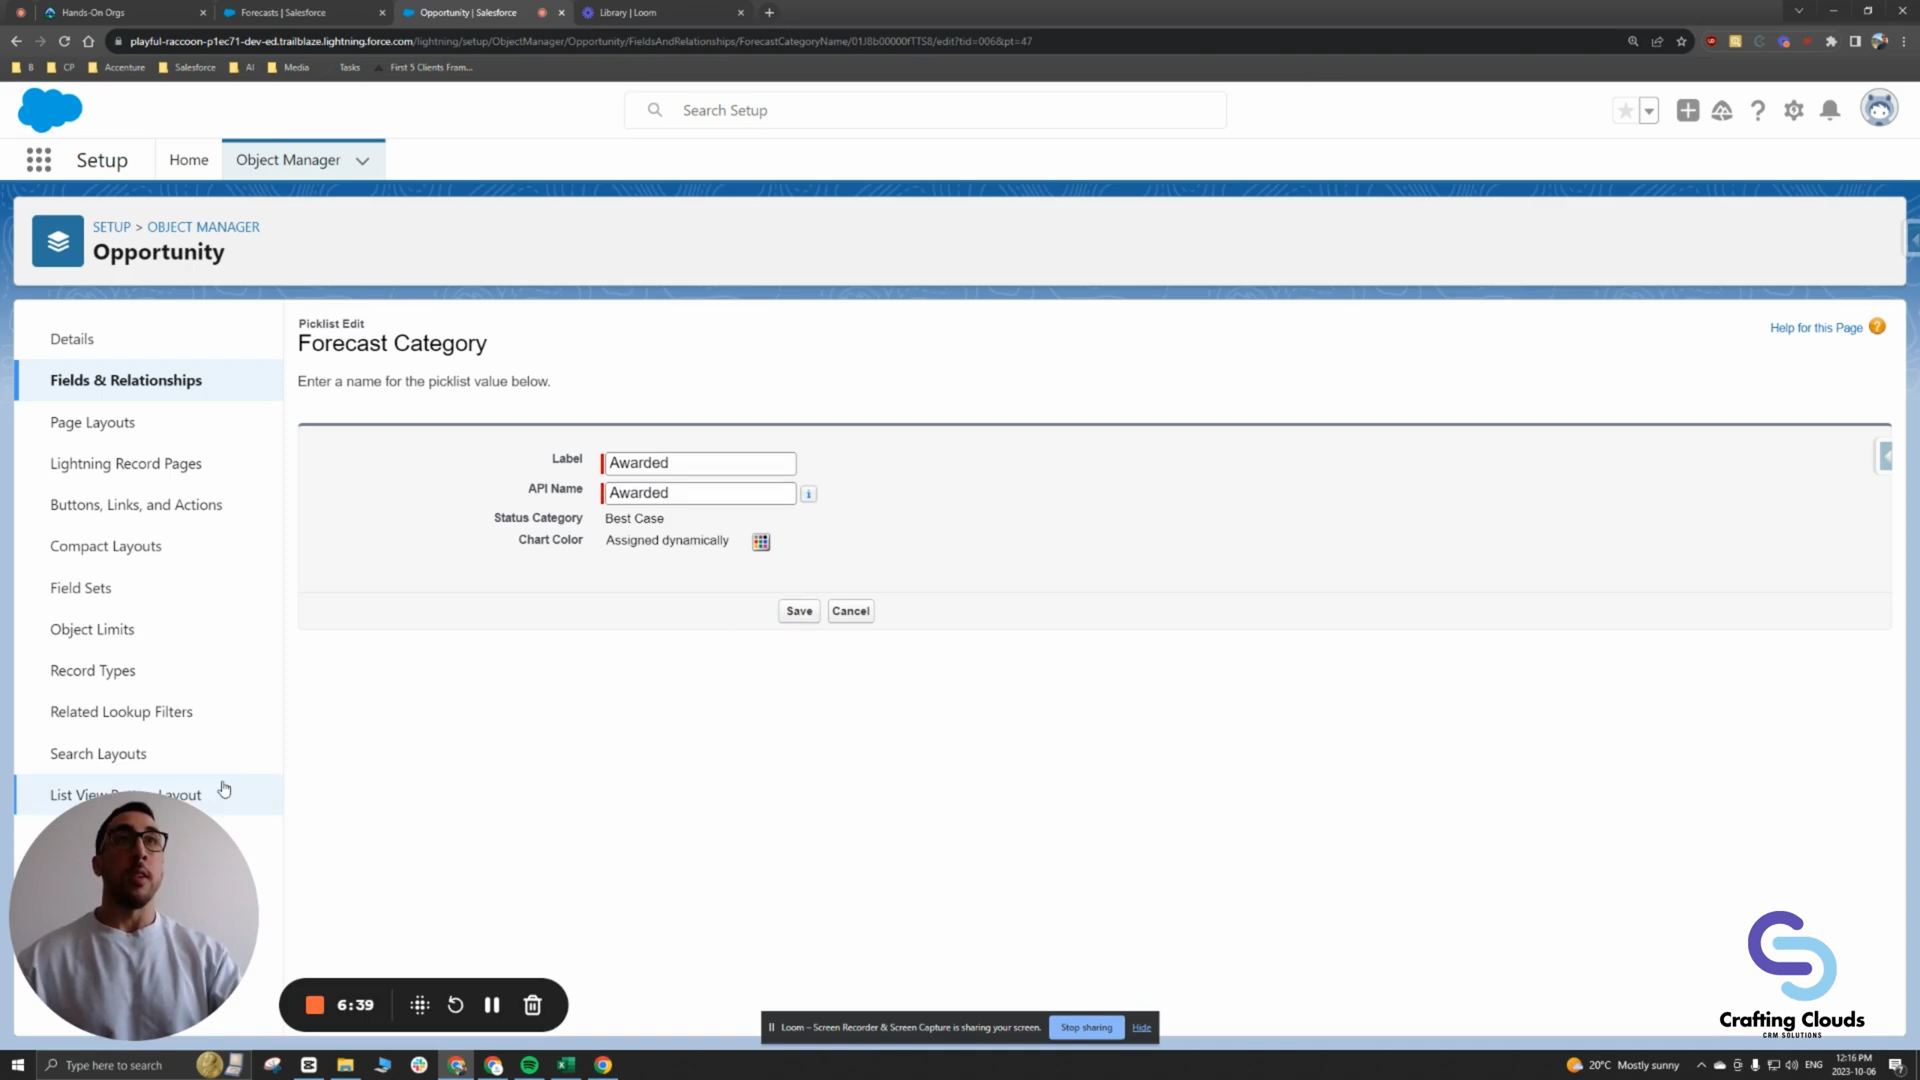 Hands-On Orgs
Forecasts | Salesforce
Opportunity | Salesforce
Library | Loom
playful-raccoon-p1ec71-dev-ed.trailblaze.lightning.force.com/lightning/setup/ObjectManager/Opportunity/FieldsAndRelationships/ForecastCategoryName/01J8b00000fTTS8/edit?tid=006&pt=47
B
CP
Accenture
Salesforce
AI
Media
Tasks
First 5 Clients Fram...
Search Setup
Setup
Home
Object Manager
SETUP > OBJECT MANAGER
Opportunity
Details
Fields & Relationships
Page Layouts
Lightning Record Pages
Buttons, Links, and Actions
Compact Layouts
Field Sets
Object Limits
Record Types
Related Lookup Filters
Search Layouts
List View Layout
Picklist Edit
Forecast Category
Help for this Page
Enter a name for the picklist value below.
Label
Awarded
API Name
Awarded
Status Category
Best Case
Chart Color
Assigned dynamically
Save
Cancel
6:39
Loom – Screen Recorder & Screen Capture is sharing your screen.
Stop sharing
Hide
Crafting Clouds
CRM SOLUTIONS
Type here to search
20°C Mostly sunny
ENG
12:16 PM
2023-10-06